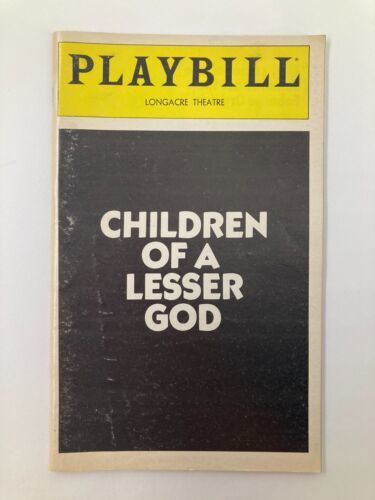 PLAYBILL
LONGACRE THEATRE
CHILDREN
OF A
LESSER
GOD